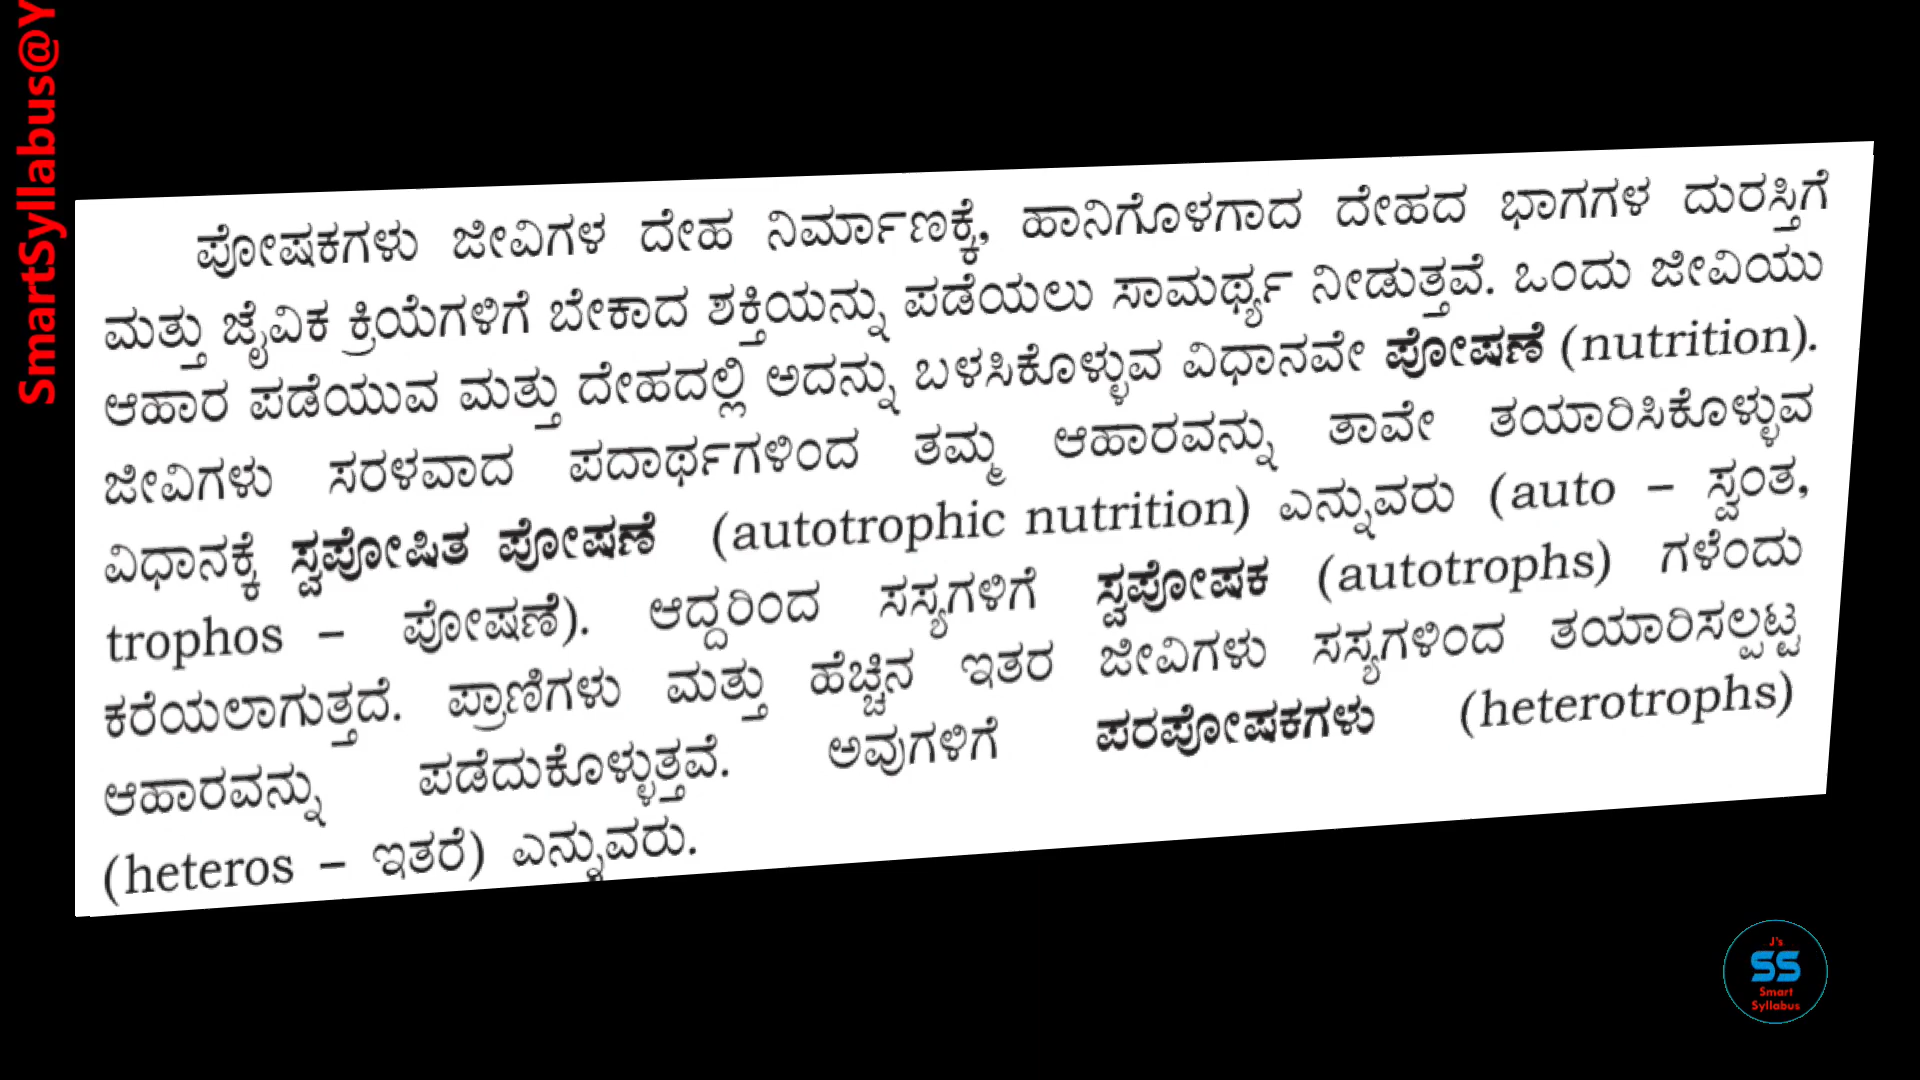 SmartSyllabus@Y
ಪೋಷಕಗಳು ಜೀವಿಗಳ ದೇಹ ನಿರ್ಮಾಣಕ್ಕೆ, ಹಾನಿಗೊಳಗಾದ ದೇಹದ ಭಾಗಗಳ ದುರಸ್ತಿಗೆ
ಮತ್ತು ಜೈವಿಕ ಕ್ರಿಯೆಗಳಿಗೆ ಬೇಕಾದ ಶಕ್ತಿಯನ್ನು ಪಡೆಯಲು ಸಾಮರ್ಥ್ಯ ನೀಡುತ್ತವೆ. ಒಂದು ಜೀವಿಯು
ಆಹಾರ ಪಡೆಯುವ ಮತ್ತು ದೇಹದಲ್ಲಿ ಅದನ್ನು ಬಳಸಿಕೊಳ್ಳುವ ವಿಧಾನವೇ ಪೋಷಣೆ (nutrition).
ಜೀವಿಗಳು ಸರಳವಾದ ಪದಾರ್ಥಗಳಿಂದ ತಮ್ಮ ಆಹಾರವನ್ನು ತಾವೇ ತಯಾರಿಸಿಕೊಳ್ಳುವ
ವಿಧಾನಕ್ಕೆ ಸ್ವಪೋಷಿತ ಪೋಷಣೆ (autotrophic nutrition) ಎನ್ನುವರು (auto – ಸ್ವಂತ,
trophos – ಪೋಷಣೆ). ಆದ್ದರಿಂದ ಸಸ್ಯಗಳಿಗೆ ಸ್ವಪೋಷಕ (autotrophs) ಗಳೆಂದು
ಕರೆಯಲಾಗುತ್ತದೆ. ಪ್ರಾಣಿಗಳು ಮತ್ತು ಹೆಚ್ಚಿನ ಇತರ ಜೀವಿಗಳು ಸಸ್ಯಗಳಿಂದ ತಯಾರಿಸಲ್ಪಟ್ಟ
ಆಹಾರವನ್ನು ಪಡೆದುಕೊಳ್ಳುತ್ತವೆ. ಅವುಗಳಿಗೆ ಪರಪೋಷಕಗಳು (heterotrophs)
(heteros – ಇತರೆ) ಎನ್ನುವರು.
J's
SS
Smart
Syllabus